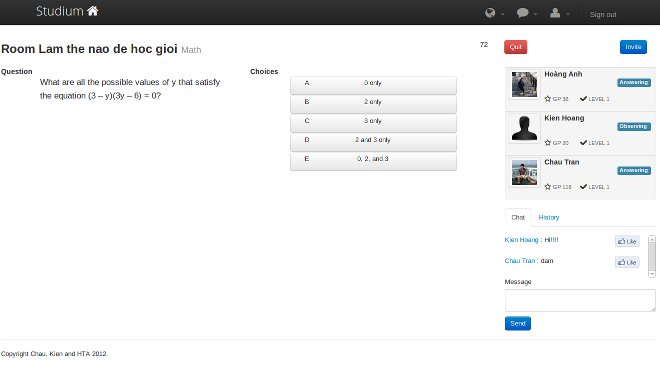 Studium
Sign out
Room Lam the nao de hoc gioi Math
72
Quit
Invite
Question
What are all the possible values of y that satisfy
the equation (3 – y)(3y – 6) = 0?
Choices
A 0 only
B 2 only
C 3 only
D 2 and 3 only
E 0, 2, and 3
Hoàng Anh
Answering
GP 36 LEVEL 1
Kien Hoang
Observing
GP 20 LEVEL 1
Chau Tran
Answering
GP 118 LEVEL 1
Chat History
Kien Hoang : Hi!!!!
Like
Chau Tran : dam
Like
Message
Send
Copyright Chau, Kien and HTA 2012.